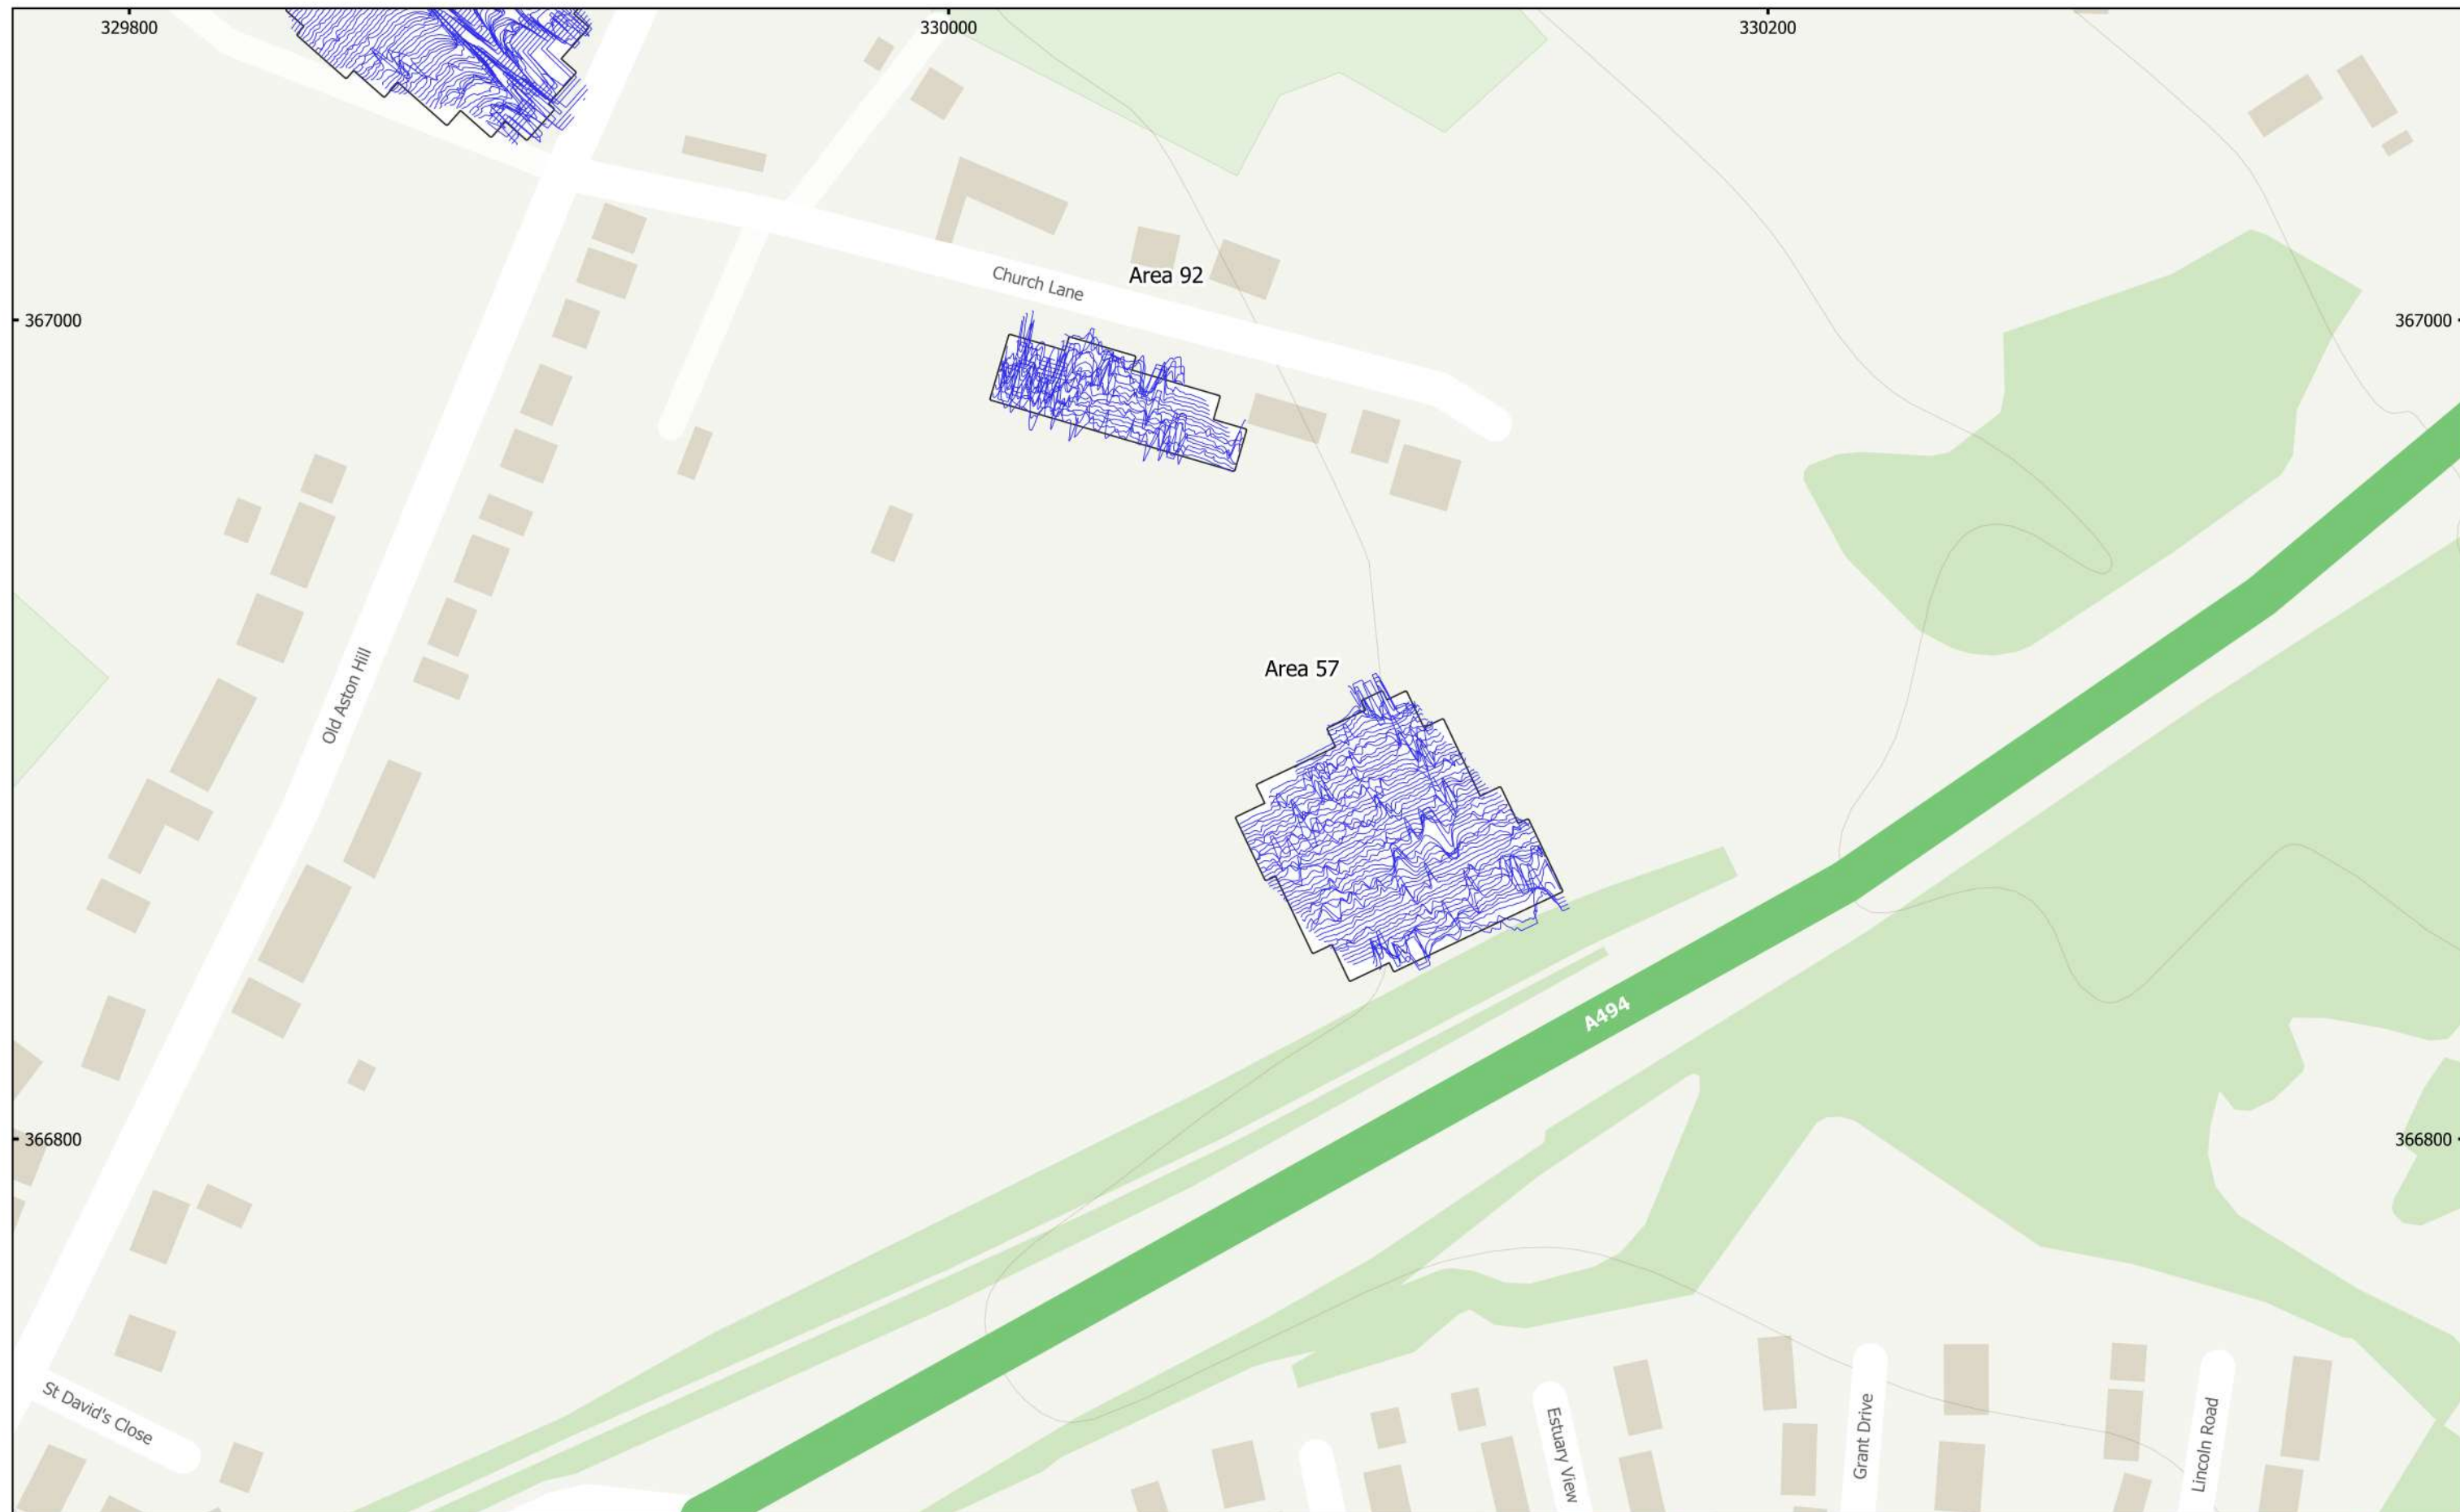 329800
330000
330200
Church Lane
Area 92
367000
367000
Old Aston Hill
Area 57
A494
366800
366800
St David's Close
Estuary View
Grant Drive
Lincoln Road